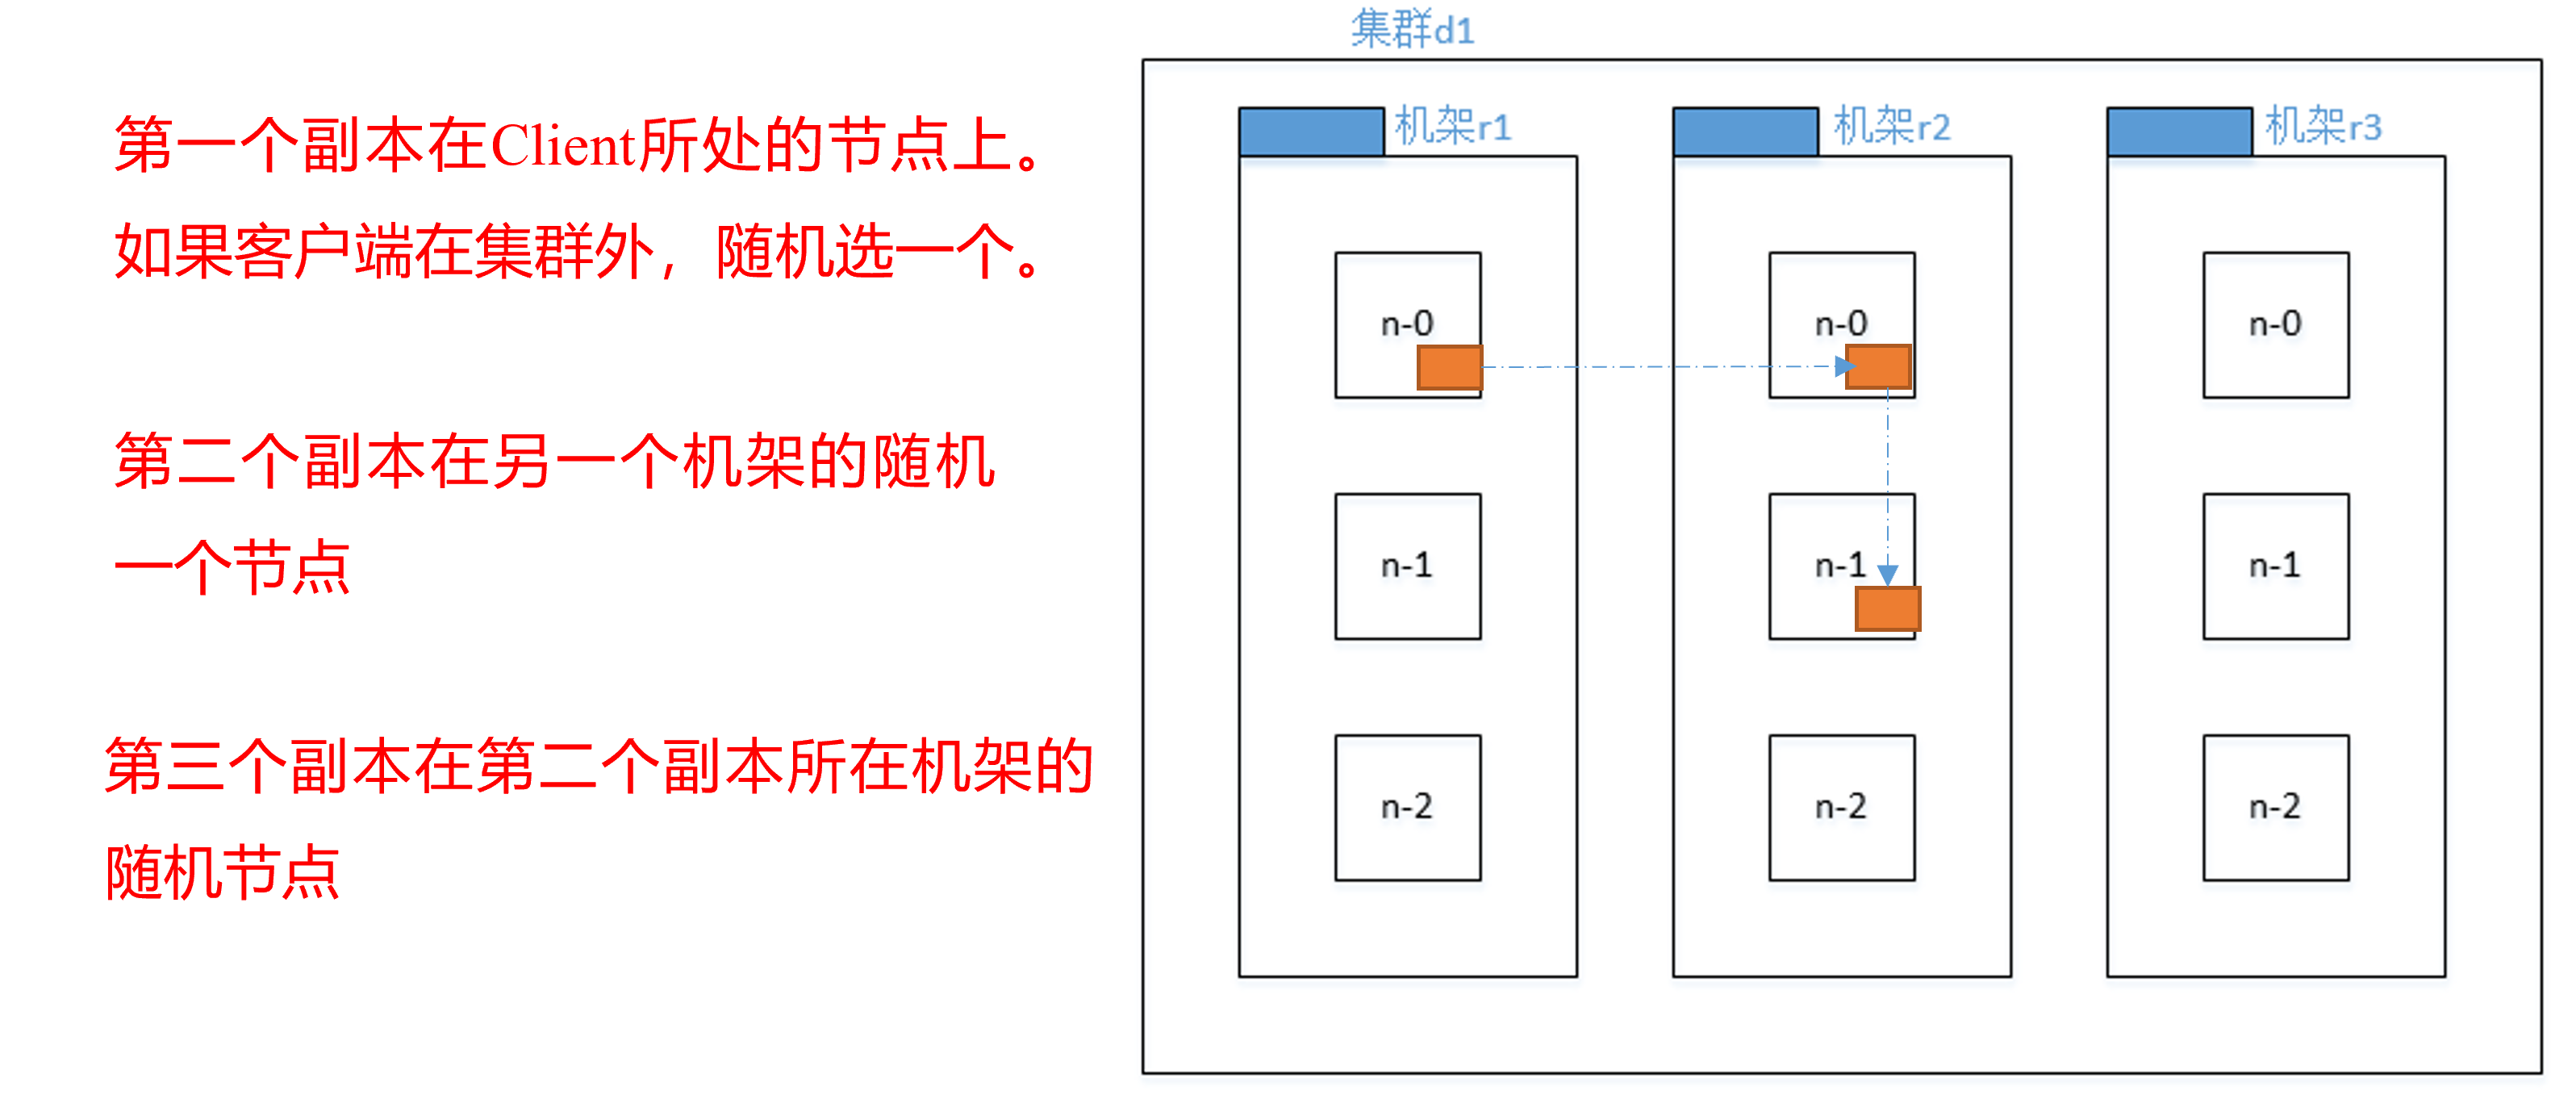 第一个副本在Client所处的节点上。
如果客户端在集群外，随机选一个。
第二个副本在另一个机架的随机
一个节点
第三个副本在第二个副本所在机架的
随机节点
集群d1
机架r1
机架r2
机架r3
n-0
n-0
n-0
n-1
n-1
n-1
n-2
n-2
n-2